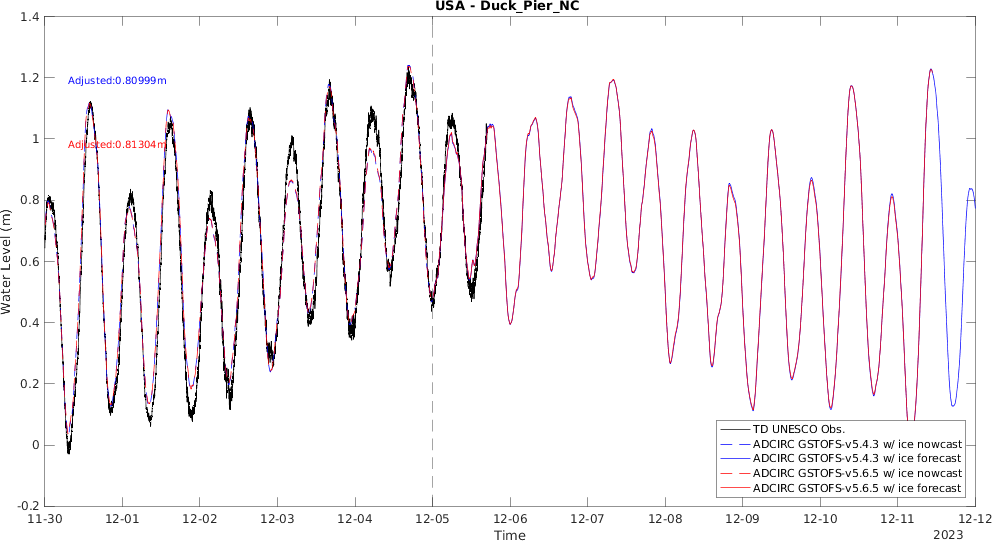 USA - Duck_Pier_NC
1.4
1.2
1
0.8
0.6
0.4
0.2
0
-0.2
Water Level (m)
Adjusted:0.80999m
Adjusted:0.81304m
TD UNESCO Obs.
ADCIRC GSTOFS-v5.4.3 w/ ice nowcast
ADCIRC GSTOFS-v5.4.3 w/ ice forecast
ADCIRC GSTOFS-v5.6.5 w/ ice nowcast
ADCIRC GSTOFS-v5.6.5 w/ ice forecast
11-30 12-01 12-02 12-03 12-04 12-05 12-06 12-07 12-08 12-09 12-10 12-11 12-12
Time
2023